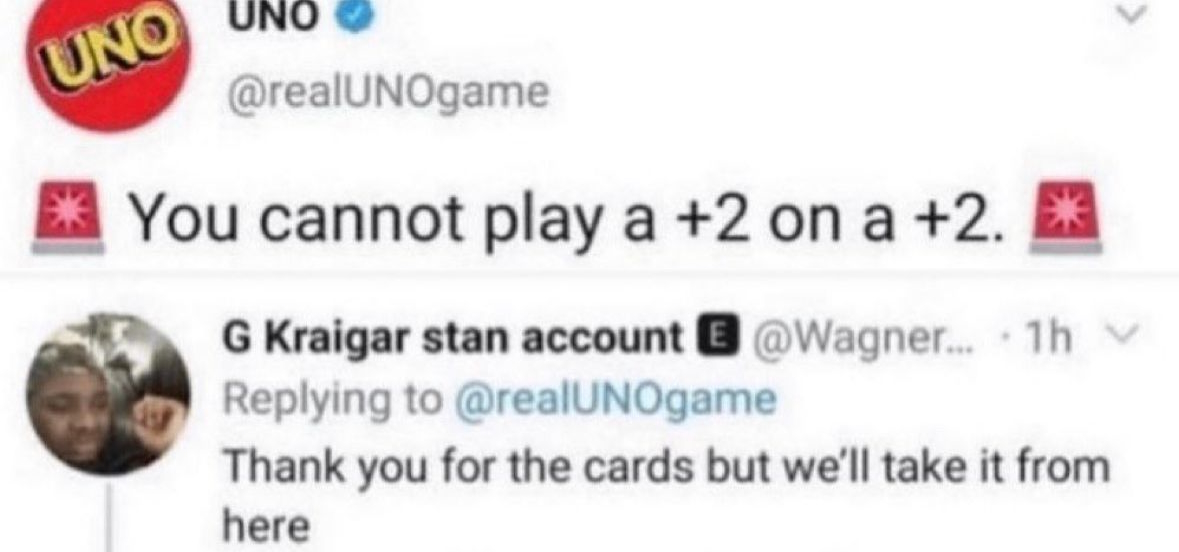 UNO
UNO
@realUNOgame
🚨 You cannot play a +2 on a +2. 🚨
G Kraigar stan account 🅴 @Wagner... · 1h
Replying to @realUNOgame
Thank you for the cards but we'll take it from
here